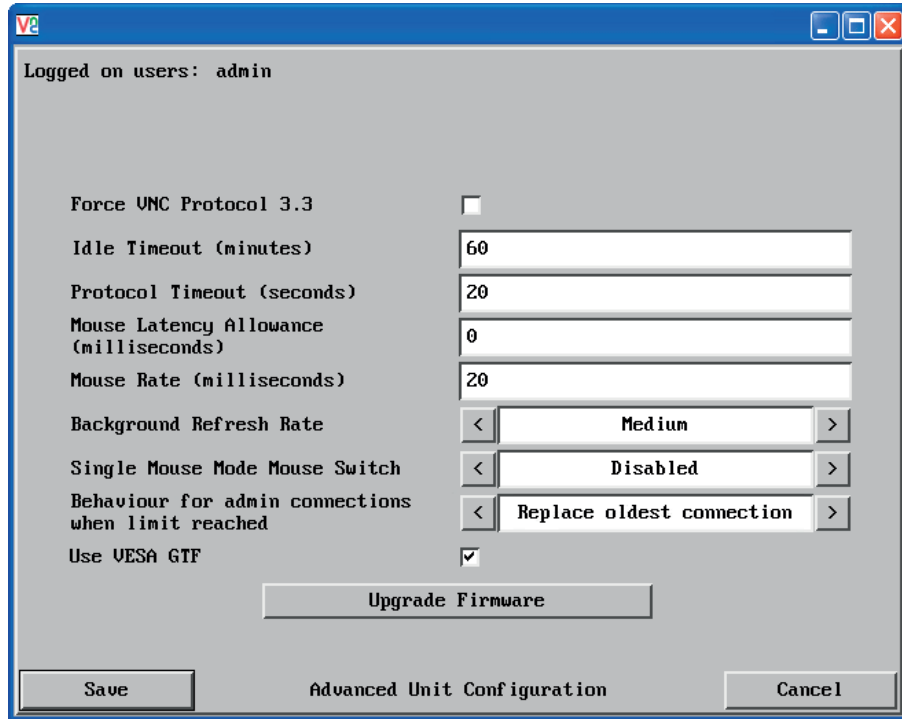 Logged on users: admin
Force VNC Protocol 3.3
Idle Timeout (minutes) 60
Protocol Timeout (seconds) 20
Mouse Latency Allowance
(milliseconds) 0
Mouse Rate (milliseconds) 20
Background Refresh Rate < Medium >
Single Mouse Mode Mouse Switch < Disabled >
Behaviour for admin connections
when limit reached < Replace oldest connection >
Use VESA GTF
Upgrade Firmware
Save Advanced Unit Configuration Cancel